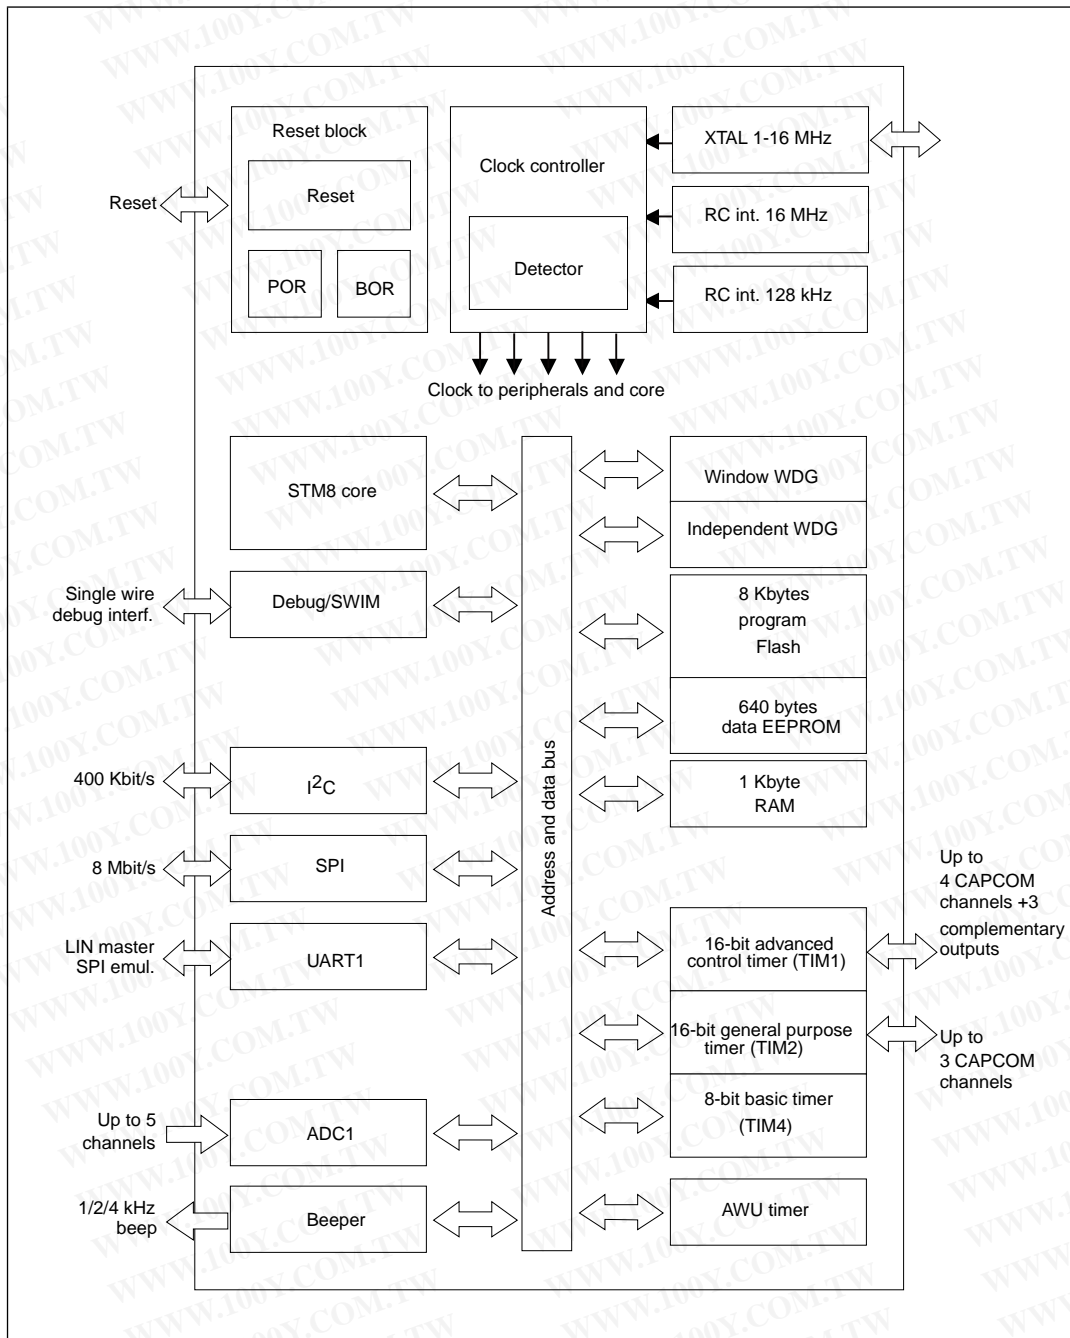 Reset block
Reset
POR
BOR
Reset
Clock controller
Detector
XTAL 1-16 MHz
RC int. 16 MHz
RC int. 128 kHz
Clock to peripherals and core
STM8 core
Debug/SWIM
Single wire
debug interf.
I2C
400 Kbit/s
SPI
8 Mbit/s
UART1
LIN master
SPI emul.
ADC1
Up to 5
channels
Beeper
1/2/4 kHz
beep
Address and data bus
Window WDG
Independent WDG
8 Kbytes
program
Flash
640 bytes
data EEPROM
1 Kbyte
RAM
16-bit advanced
control timer (TIM1)
Up to
4 CAPCOM
channels +3
complementary
outputs
16-bit general purpose
timer (TIM2)
Up to
3 CAPCOM
channels
8-bit basic timer
(TIM4)
AWU timer
WWW.100Y.COM.TW